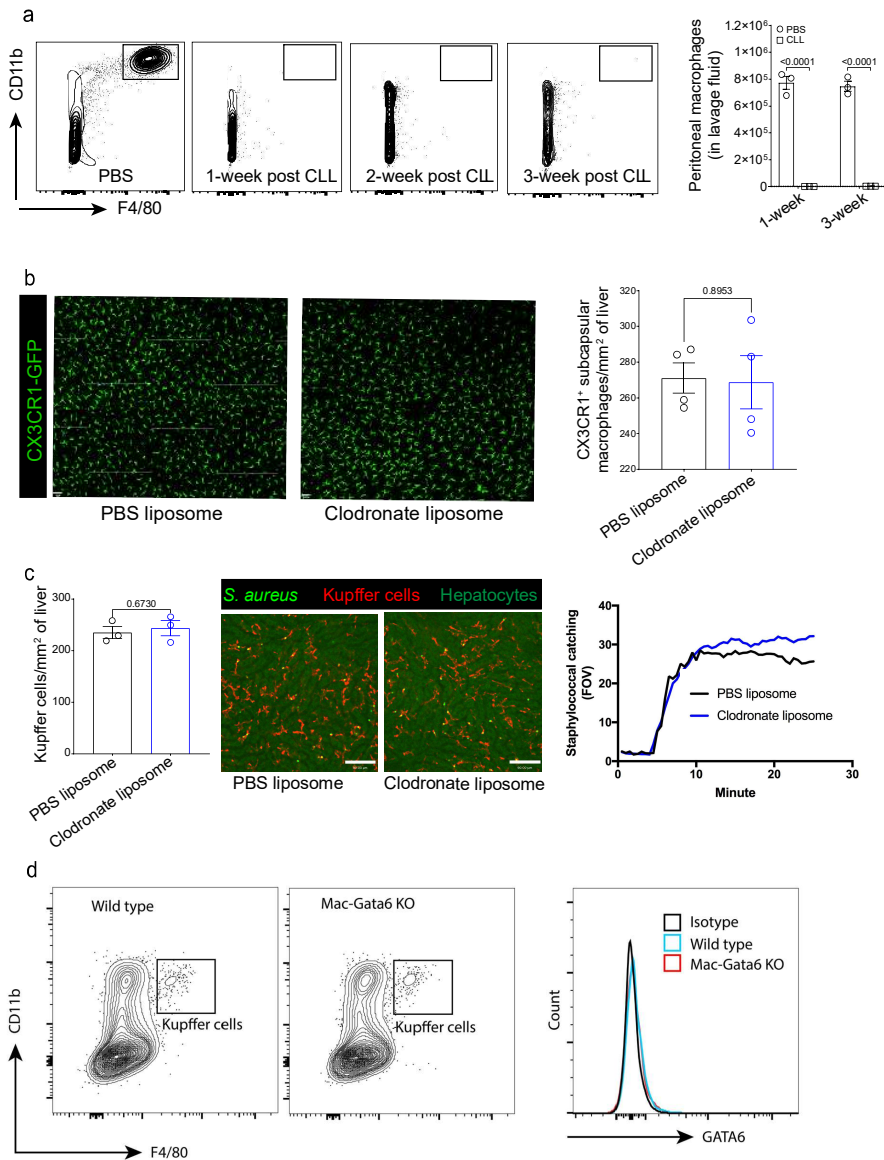 a
CD11b
PBS
1-week post CLL
2-week post CLL
3-week post CLL
F4/80
Peritoneal macrophages
(in lavage fluid)
1.2×10⁶
1×10⁶
8×10⁵
6×10⁵
4×10⁵
2×10⁵
0
PBS
CLL
<0.0001
<0.0001
1-week
3-week
b
CX3CR1-GFP
PBS liposome
Clodronate liposome
CX3CR1⁺ subcapsular
macrophages/mm² of liver
320
300
280
260
240
220
0.8953
PBS liposome
Clodronate liposome
c
Kupffer cells/mm² of liver
300
200
100
0
0.6730
PBS liposome
Clodronate liposome
S. aureus Kupffer cells Hepatocytes
PBS liposome
Clodronate liposome
Staphylococcal catching
(FOV)
40
30
20
10
0
PBS liposome
Clodronate liposome
0 10 20 30
Minute
d
CD11b
Wild type
Kupffer cells
Mac-Gata6 KO
Kupffer cells
F4/80
Count
Isotype
Wild type
Mac-Gata6 KO
GATA6